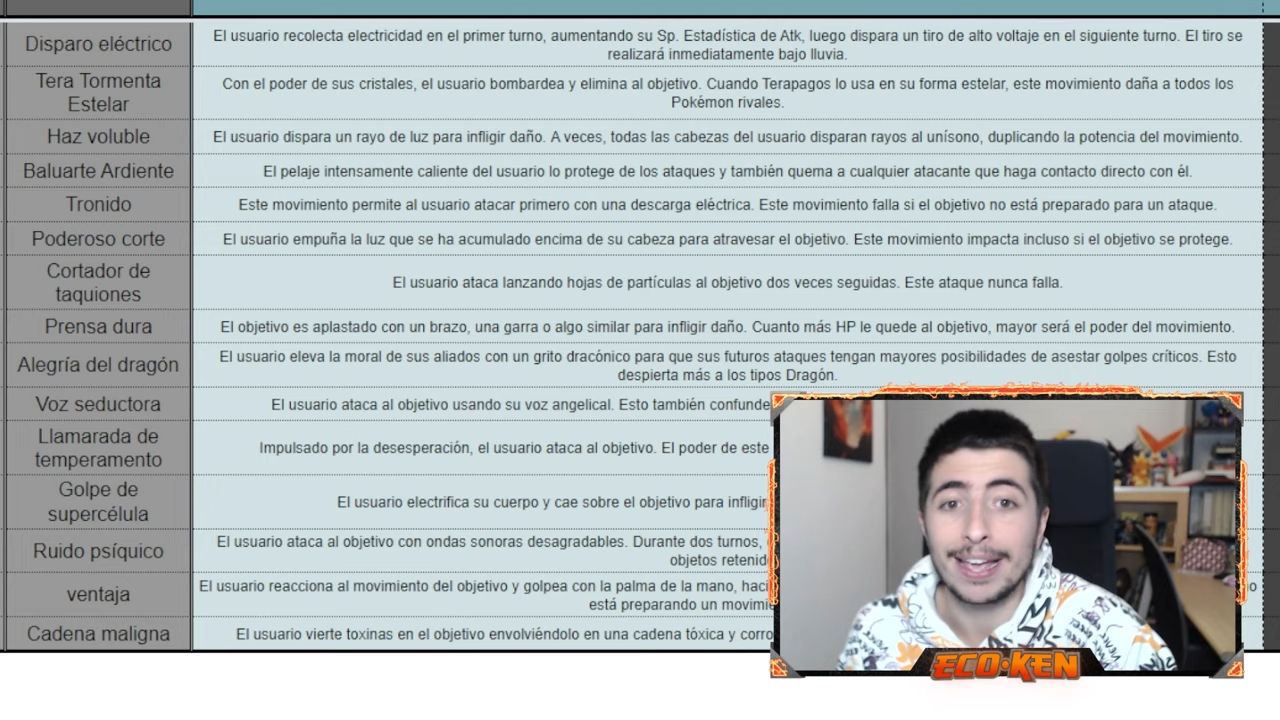 Disparo eléctrico
El usuario recolecta electricidad en el primer turno, aumentando su Sp. Estadística de Atk, luego dispara un tiro de alto voltaje en el siguiente turno. El tiro se
realizará inmediatamente bajo lluvia.
Tera Tormenta
Estelar
Con el poder de sus cristales, el usuario bombardea y elimina al objetivo. Cuando Terapagos lo usa en su forma estelar, este movimiento daña a todos los
Pokémon rivales.
Haz voluble
El usuario dispara un rayo de luz para infligir daño. A veces, todas las cabezas del usuario disparan rayos al unísono, duplicando la potencia del movimiento.
Baluarte Ardiente
El pelaje intensamente caliente del usuario lo protege de los ataques y también quema a cualquier atacante que haga contacto directo con él.
Tronido
Este movimiento permite al usuario atacar primero con una descarga eléctrica. Este movimiento falla si el objetivo no está preparado para un ataque.
Poderoso corte
El usuario empuña la luz que se ha acumulado encima de su cabeza para atravesar el objetivo. Este movimiento impacta incluso si el objetivo se protege.
Cortador de
taquiones
El usuario ataca lanzando hojas de partículas al objetivo dos veces seguidas. Este ataque nunca falla.
Prensa dura
El objetivo es aplastado con un brazo, una garra o algo similar para infligir daño. Cuanto más HP le quede al objetivo, mayor será el poder del movimiento.
Alegría del dragón
El usuario eleva la moral de sus aliados con un grito dracónico para que sus futuros ataques tengan mayores posibilidades de asestar golpes críticos. Esto
despierta más a los tipos Dragón.
Voz seductora
El usuario ataca al objetivo usando su voz angelical. Esto también confunde
Llamarada de
temperamento
Impulsado por la desesperación, el usuario ataca al objetivo. El poder de este
Golpe de
supercélula
El usuario electrifica su cuerpo y cae sobre el objetivo para infligir
Ruido psíquico
El usuario ataca al objetivo con ondas sonoras desagradables. Durante dos turnos,
objetos
ventaja
El usuario reacciona al movimiento del objetivo y golpea con la palma de la mano,
está preparando un
Cadena maligna
El usuario vierte toxinas en el objetivo envolviéndolo en una cadena tóxica y
ECO·KEN